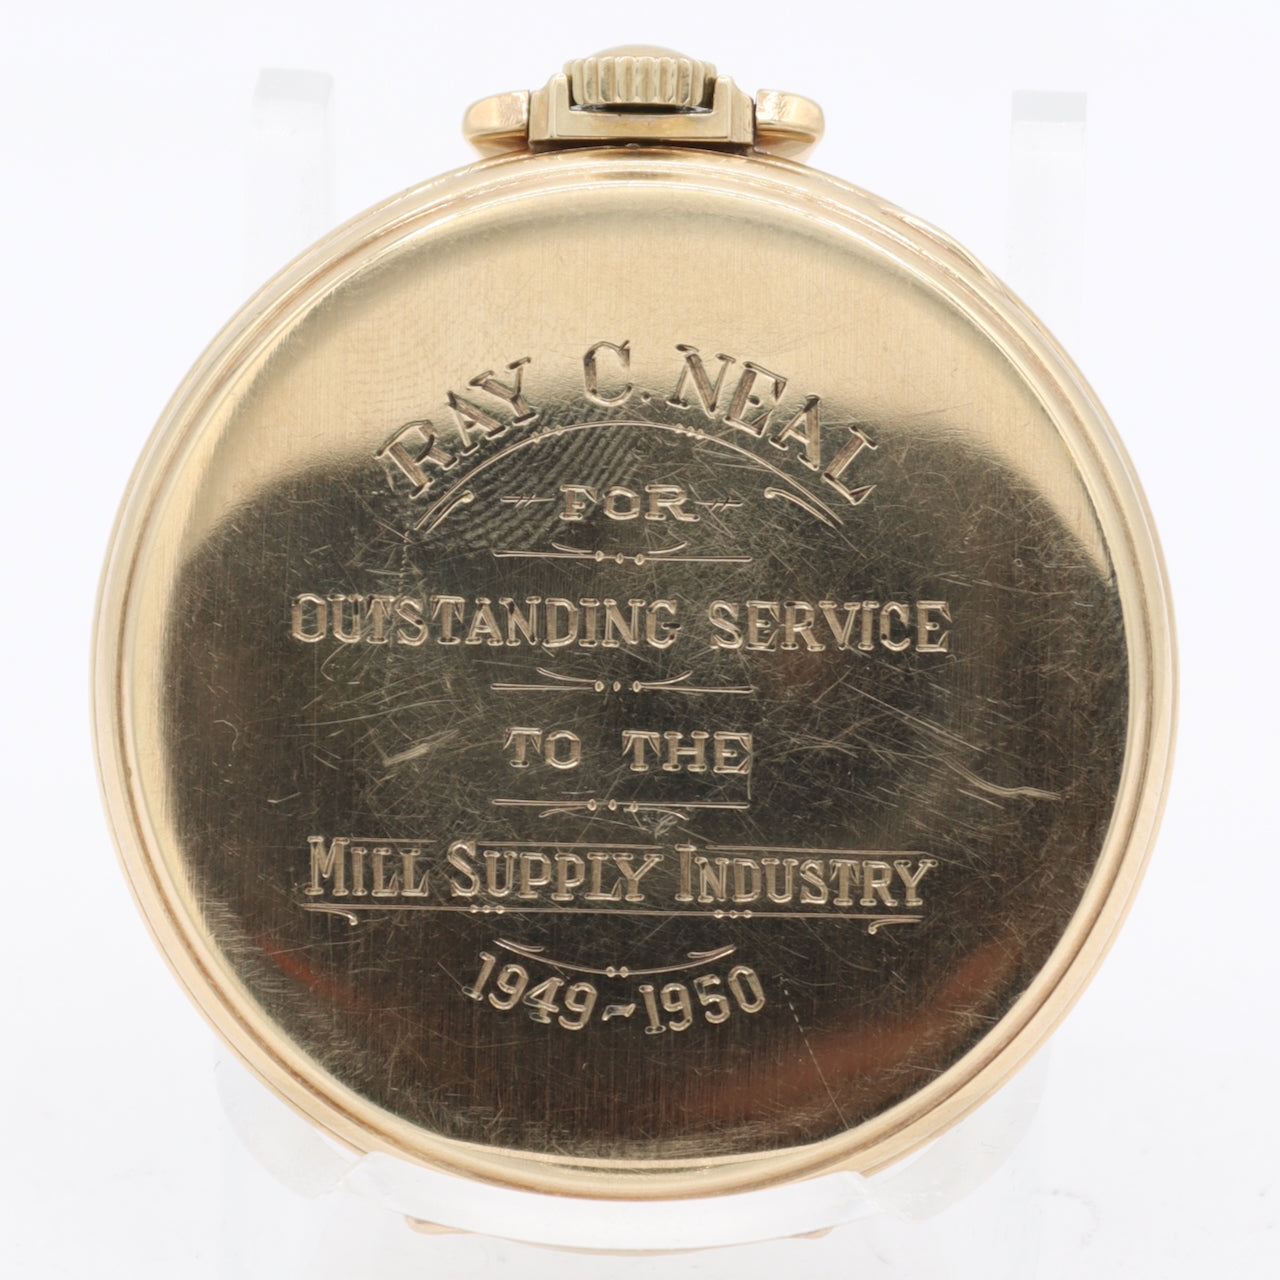 RAY C. NEAL
FOR
OUTSTANDING SERVICE
TO THE
MILL SUPPLY INDUSTRY
1949-1950